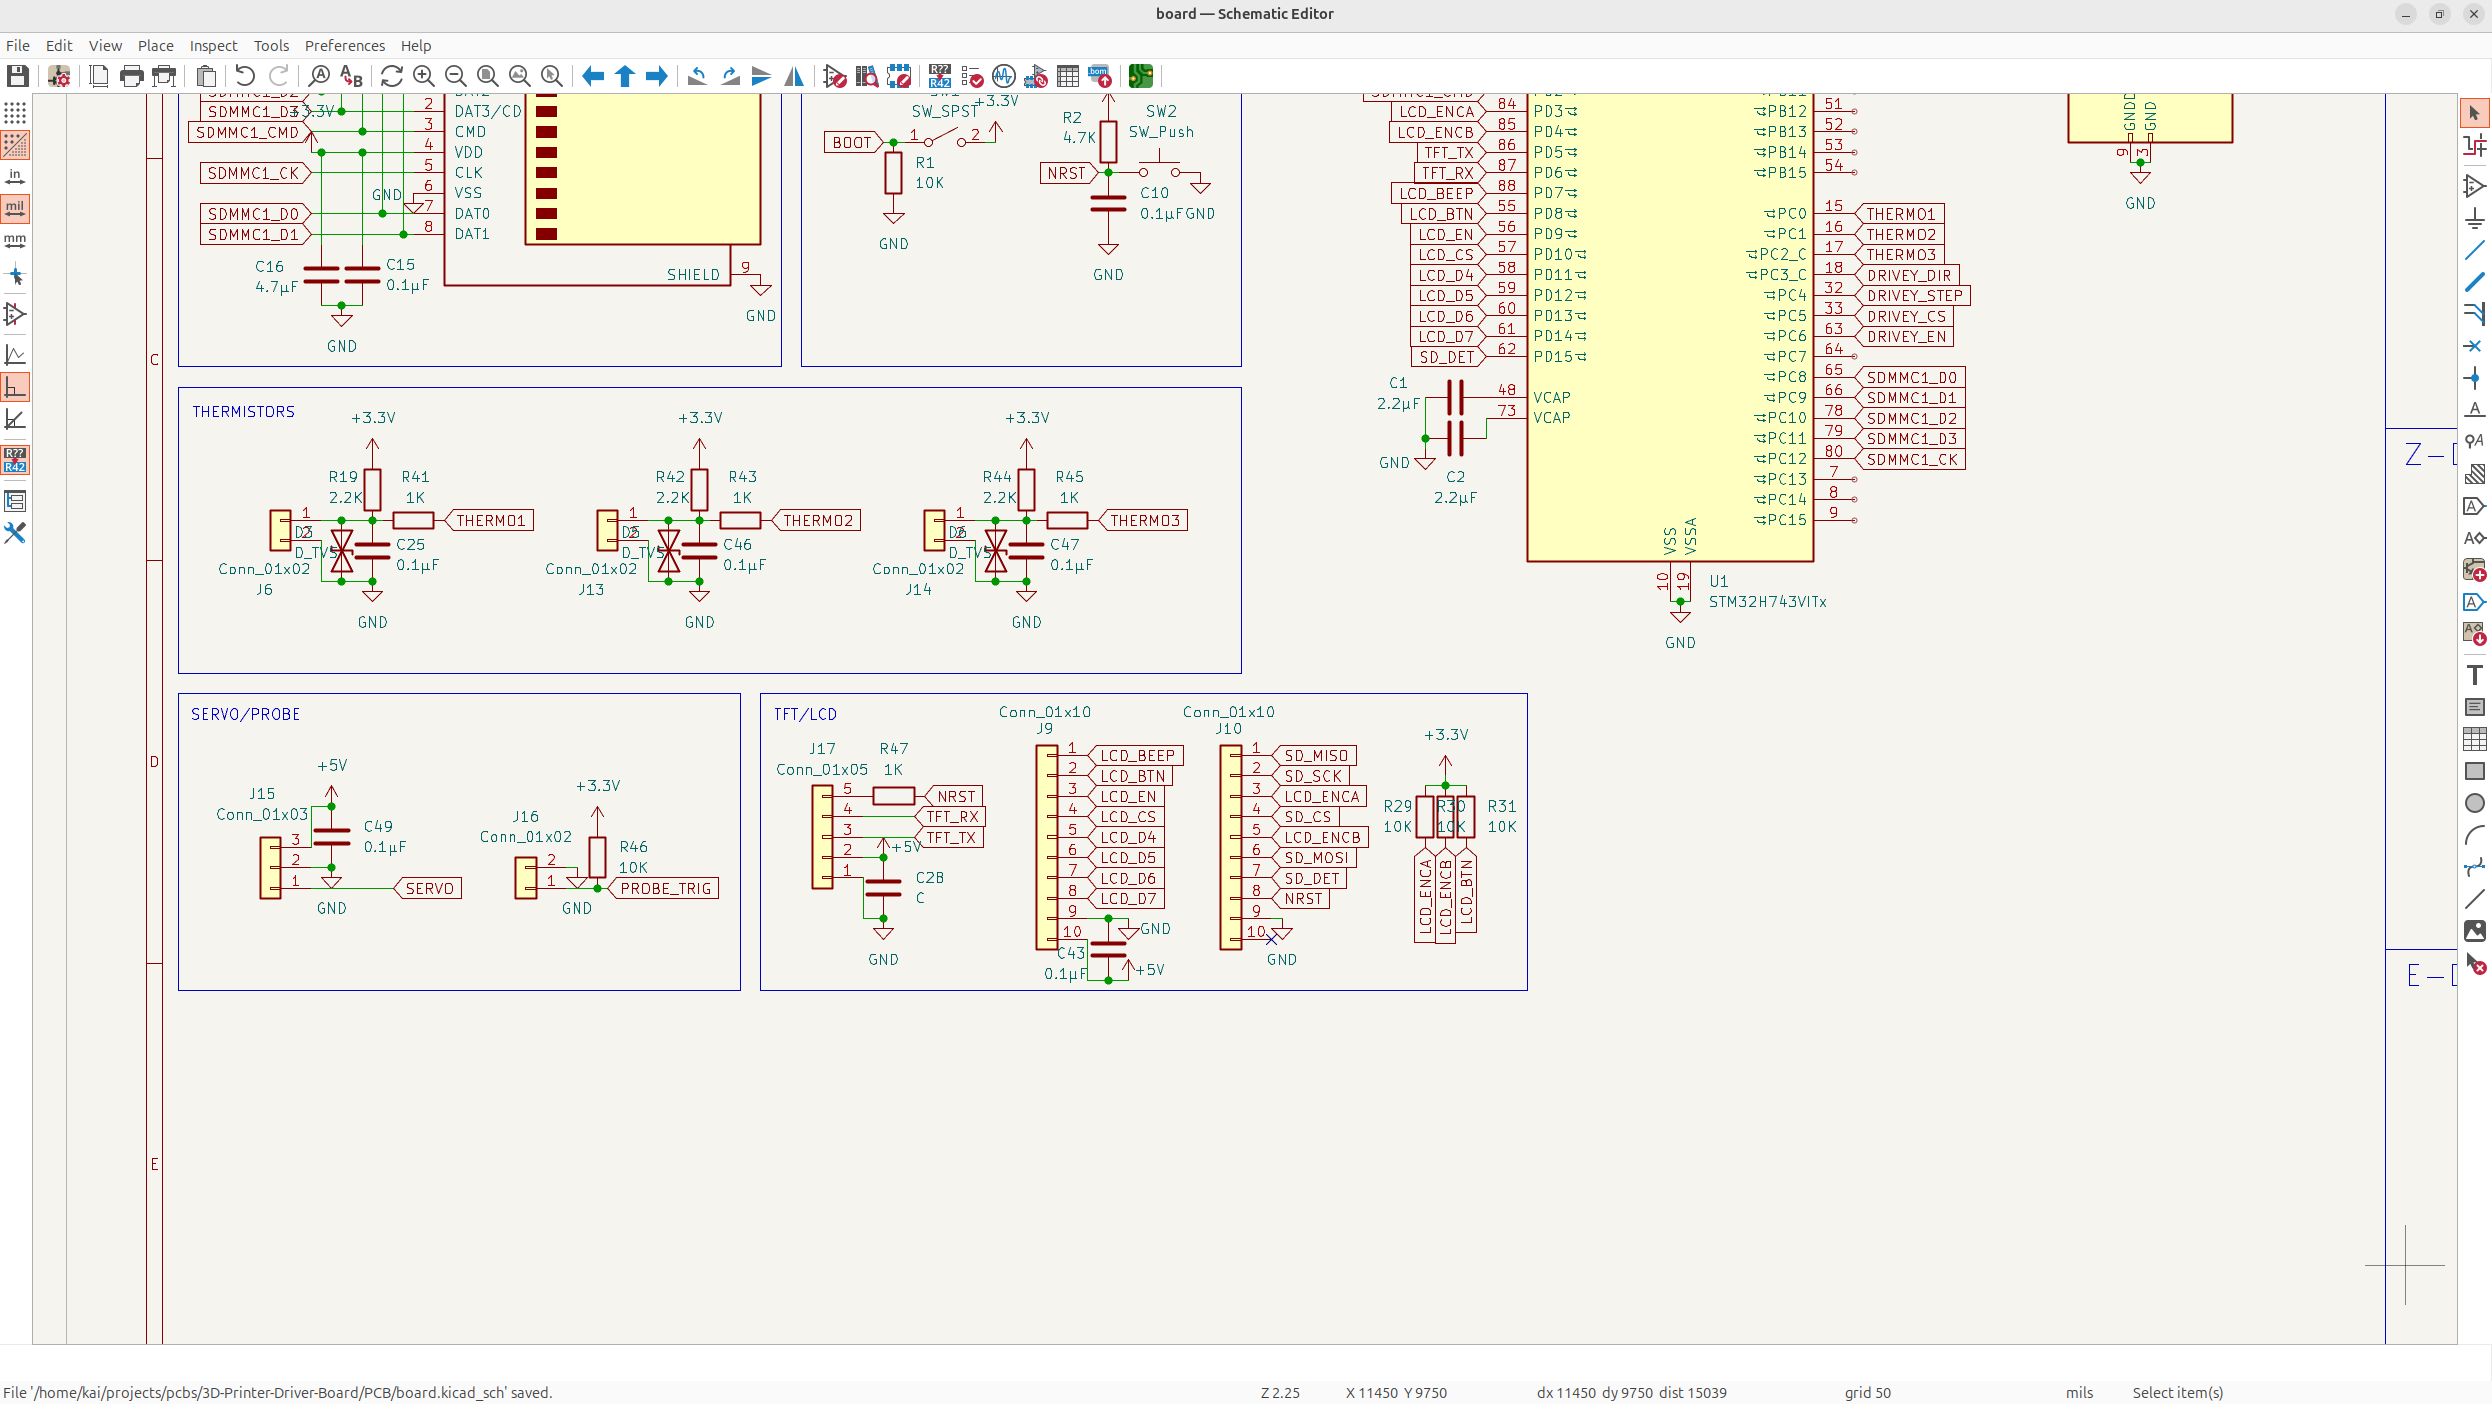 board — Schematic Editor
File Edit View Place Inspect Tools Preferences Help
SDMMC1_D3
+3.3V
2 DAT3/CD
SDMMC1_CMD
3 CMD
4 VDD
SDMMC1_CK
5 CLK
GND
6 VSS
SDMMC1_D0
7 DAT0
SDMMC1_D1
8 DAT1
C16
4.7µF
C15
0.1µF
SHIELD 9
GND
GND
SW_SPST
+3.3V
BOOT 1 2
R1
10K
GND
R2
4.7K
SW2
SW_Push
NRST
C10
0.1µF
GND
GND
LCD_ENCA 84 PD3
LCD_ENCB 85 PD4
TFT_TX 86 PD5
TFT_RX 87 PD6
LCD_BEEP 88 PD7
LCD_BTN 55 PD8
LCD_EN 56 PD9
LCD_CS 57 PD10
LCD_D4 58 PD11
LCD_D5 59 PD12
LCD_D6 60 PD13
LCD_D7 61 PD14
SD_DET 62 PD15
C1
2.2µF
48 VCAP
73 VCAP
GND
C2
2.2µF
PB12 51
PB13 52
PB14 53
PB15 54
PC0 15 THERMO1
PC1 16 THERMO2
PC2_C 17 THERMO3
PC3_C 18 DRIVEY_DIR
PC4 32 DRIVEY_STEP
PC5 33 DRIVEY_CS
PC6 63 DRIVEY_EN
PC7 64
PC8 65 SDMMC1_D0
PC9 66 SDMMC1_D1
PC10 78 SDMMC1_D2
PC11 79 SDMMC1_D3
PC12 80 SDMMC1_CK
PC13 7
PC14 8
PC15 9
VSS VSSA
10 19
U1
STM32H743VITx
GND
GND GND
9 3
GND
C
THERMISTORS
+3.3V
R19
2.2K
R41
1K
1 THERMO1
2
D3
D_TVS
C25
0.1µF
Conn_01x02
J6
GND
+3.3V
R42
2.2K
R43
1K
1 THERMO2
2
D5
D_TVS
C46
0.1µF
Conn_01x02
J13
GND
+3.3V
R44
2.2K
R45
1K
1 THERMO3
2
D6
D_TVS
C47
0.1µF
Conn_01x02
J14
GND
D
SERVO/PROBE
+5V
J15
Conn_01x03
C49
0.1µF
3
2
1 SERVO
GND
+3.3V
J16
Conn_01x02
R46
10K
2
1 PROBE_TRIG
GND
TFT/LCD
J17
Conn_01x05
R47
1K
5 NRST
4 TFT_RX
3 TFT_TX
2 +5V
1
C28
C
GND
Conn_01x10
J9
1 LCD_BEEP
2 LCD_BTN
3 LCD_EN
4 LCD_CS
5 LCD_D4
6 LCD_D5
7 LCD_D6
8 LCD_D7
9 GND
10
C43
0.1µF
+5V
Conn_01x10
J10
1 SD_MISO
2 SD_SCK
3 LCD_ENCA
4 SD_CS
5 LCD_ENCB
6 SD_MOSI
7 SD_DET
8 NRST
9
10
GND
+3.3V
R29
10K
R30
10K
R31
10K
LCD_ENCA
LCD_ENCB
LCD_BTN
E
File '/home/kai/projects/pcbs/3D-Printer-Driver-Board/PCB/board.kicad_sch' saved. Z 2.25 X 11450 Y 9750 dx 11450 dy 9750 dist 15039 grid 50 mils Select item(s)